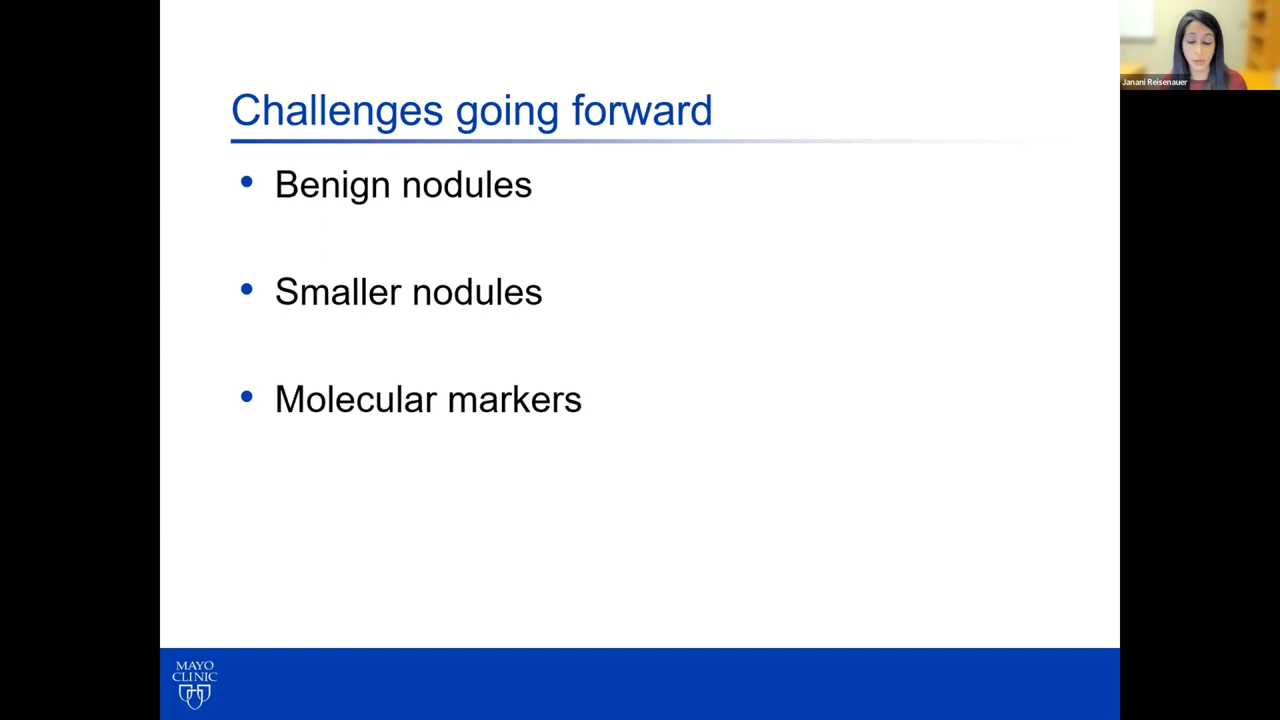 Challenges going forward
• Benign nodules
• Smaller nodules
• Molecular markers
MAYO
CLINIC
Janani Reisenauer